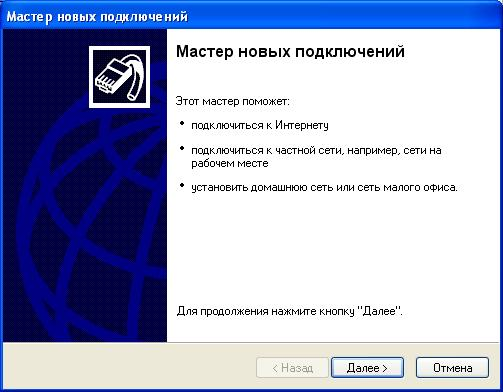 Мастер новых подключений
Мастер новых подключений
Этот мастер поможет:
• подключиться к Интернету
• подключиться к частной сети, например, сети на
рабочем месте
• установить домашнюю сеть или сеть малого офиса.
Для продолжения нажмите кнопку "Далее".
< Назад
Далее >
Отмена